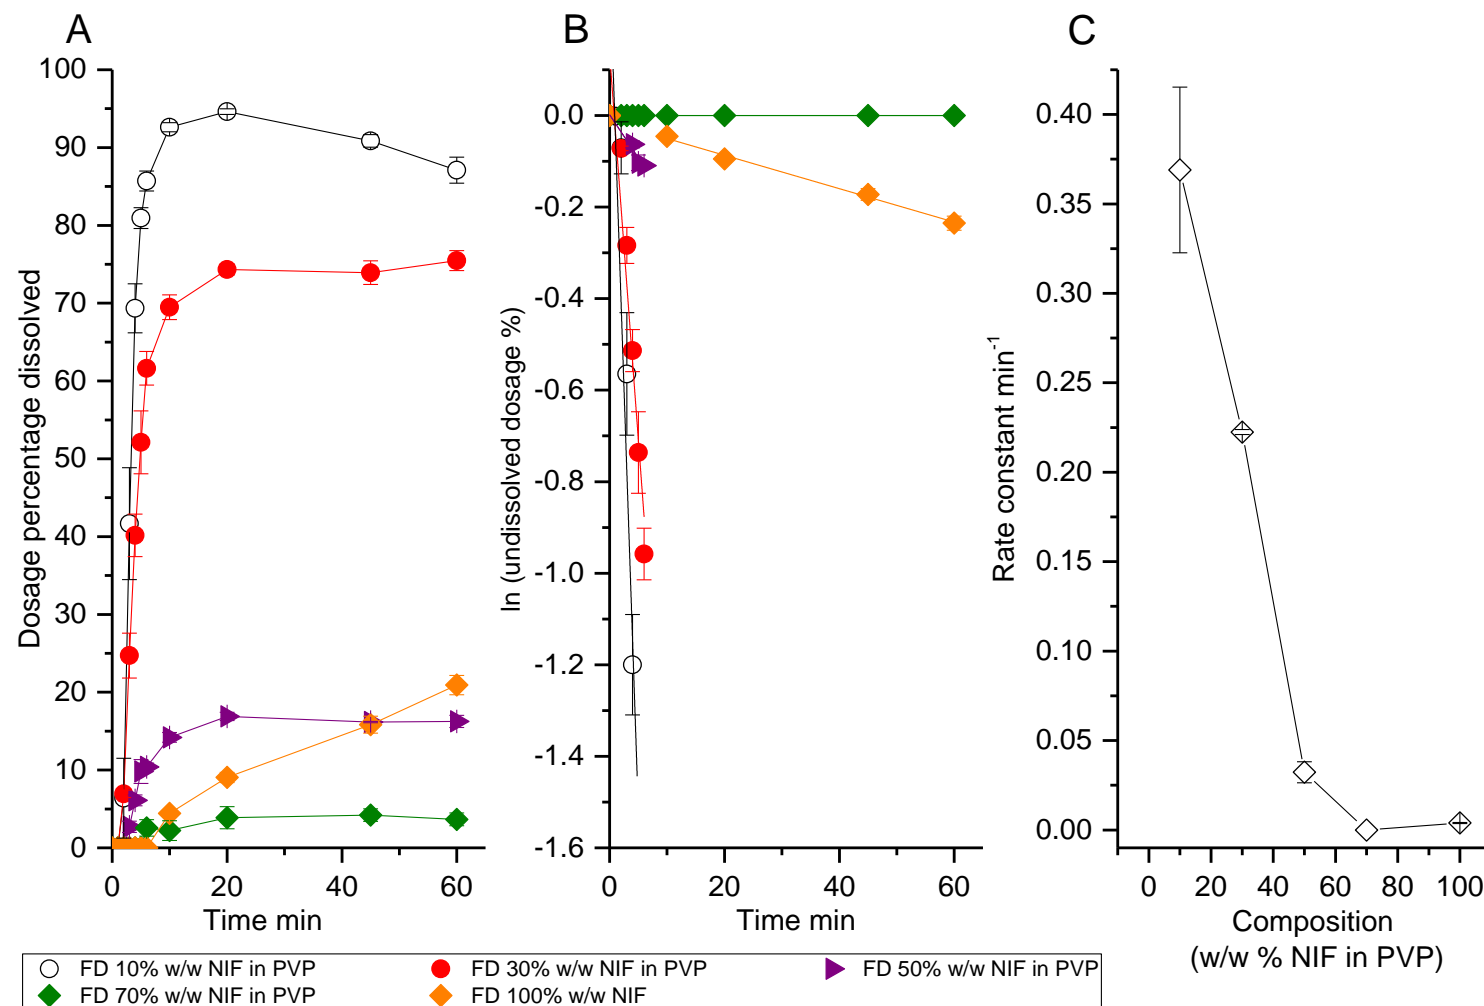 A
B
C
Dosage percentage dissolved
100
90
80
70
60
50
40
30
20
10
0
0 20 40 60
Time min
ln (undissolved dosage %)
0.0
-0.2
-0.4
-0.6
-0.8
-1.0
-1.2
-1.4
-1.6
0 20 40 60
Time min
Rate constant min⁻¹
0.40
0.35
0.30
0.25
0.20
0.15
0.10
0.05
0.00
0 20 40 60 80 100
Composition
(w/w % NIF in PVP)
FD 10% w/w NIF in PVP FD 30% w/w NIF in PVP FD 50% w/w NIF in PVP
FD 70% w/w NIF in PVP FD 100% w/w NIF